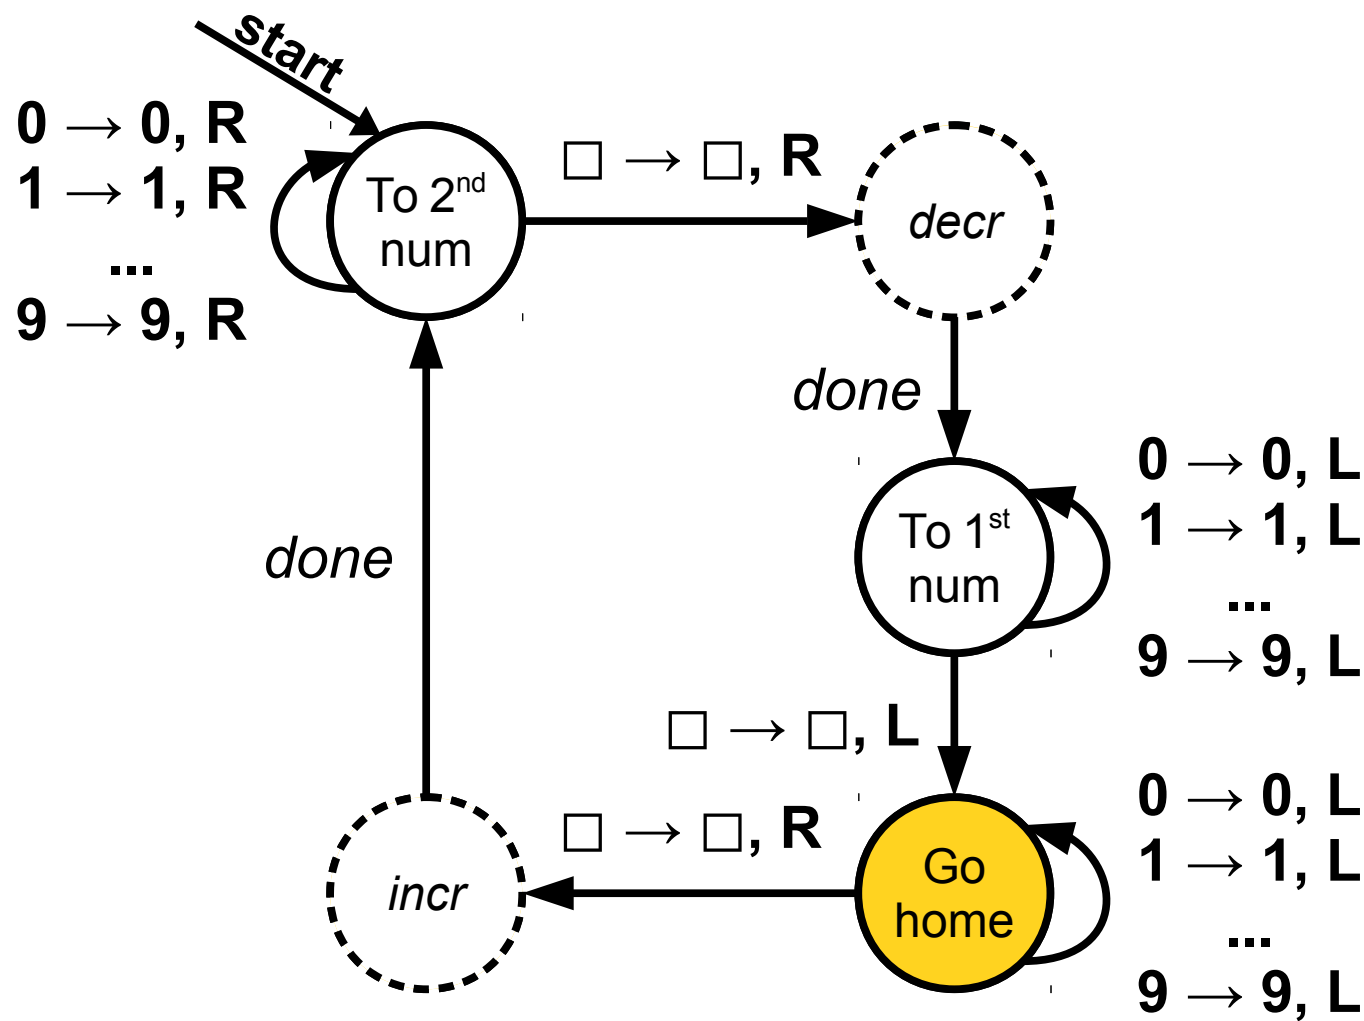 start
0 → 0, R
1 → 1, R
...
9 → 9, R
To 2nd
num
□ → □, R
decr
done
0 → 0, L
1 → 1, L
...
9 → 9, L
To 1st
num
done
□ → □, L
0 → 0, L
1 → 1, L
...
9 → 9, L
Go
home
□ → □, R
incr